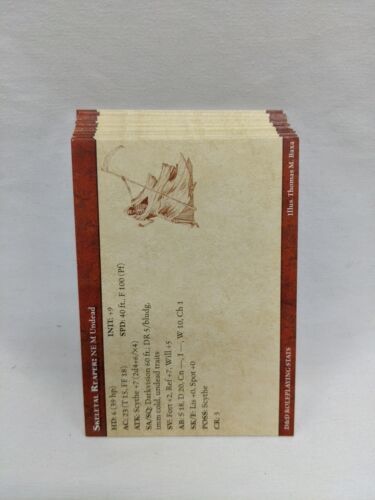 SKELETAL REAPER: NE M Undead
HD: 6 (39 hp) INIT: +9
AC: 23 (T 15, FF 18) SPD: 40 ft., F 100 (Pf)
ATK: Scythe +7 (2d4+6/X4)
SA/SQ: Darkvision 60 ft., DR 5/bludg,
imm cold, undead traits
SV: Fort +2, Ref +7, Will +5
AB: S 18, D 20, Cn —, I —, W 10, Ch 1
SK/F: Lis +0, Spot +0
POSS: Scythe
CR: 3
D&D ROLEPLAYING STATS Illus. Thomas M. Baxa